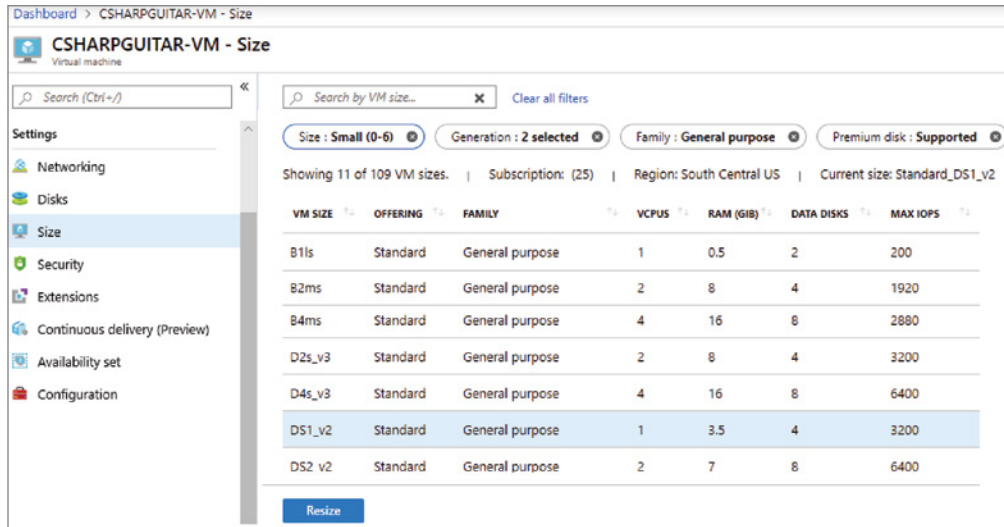 Dashboard > CSHARPGUITAR-VM - Size
CSHARPGUITAR-VM - Size
Virtual machine
Search (Ctrl+/)
«
Settings
Networking
Disks
Size
Security
Extensions
Continuous delivery (Preview)
Availability set
Configuration
Search by VM size... Clear all filters
Size : Small (0-6) Generation : 2 selected Family : General purpose Premium disk : Supported
Showing 11 of 109 VM sizes. | Subscription: (25) | Region: South Central US | Current size: Standard_DS1_v2
VM SIZE OFFERING FAMILY VCPUS RAM (GIB) DATA DISKS MAX IOPS
B1ls Standard General purpose 1 0.5 2 200
B2ms Standard General purpose 2 8 4 1920
B4ms Standard General purpose 4 16 8 2880
D2s_v3 Standard General purpose 2 8 4 3200
D4s_v3 Standard General purpose 4 16 8 6400
DS1_v2 Standard General purpose 1 3.5 4 3200
DS2_v2 Standard General purpose 2 7 8 6400
Resize